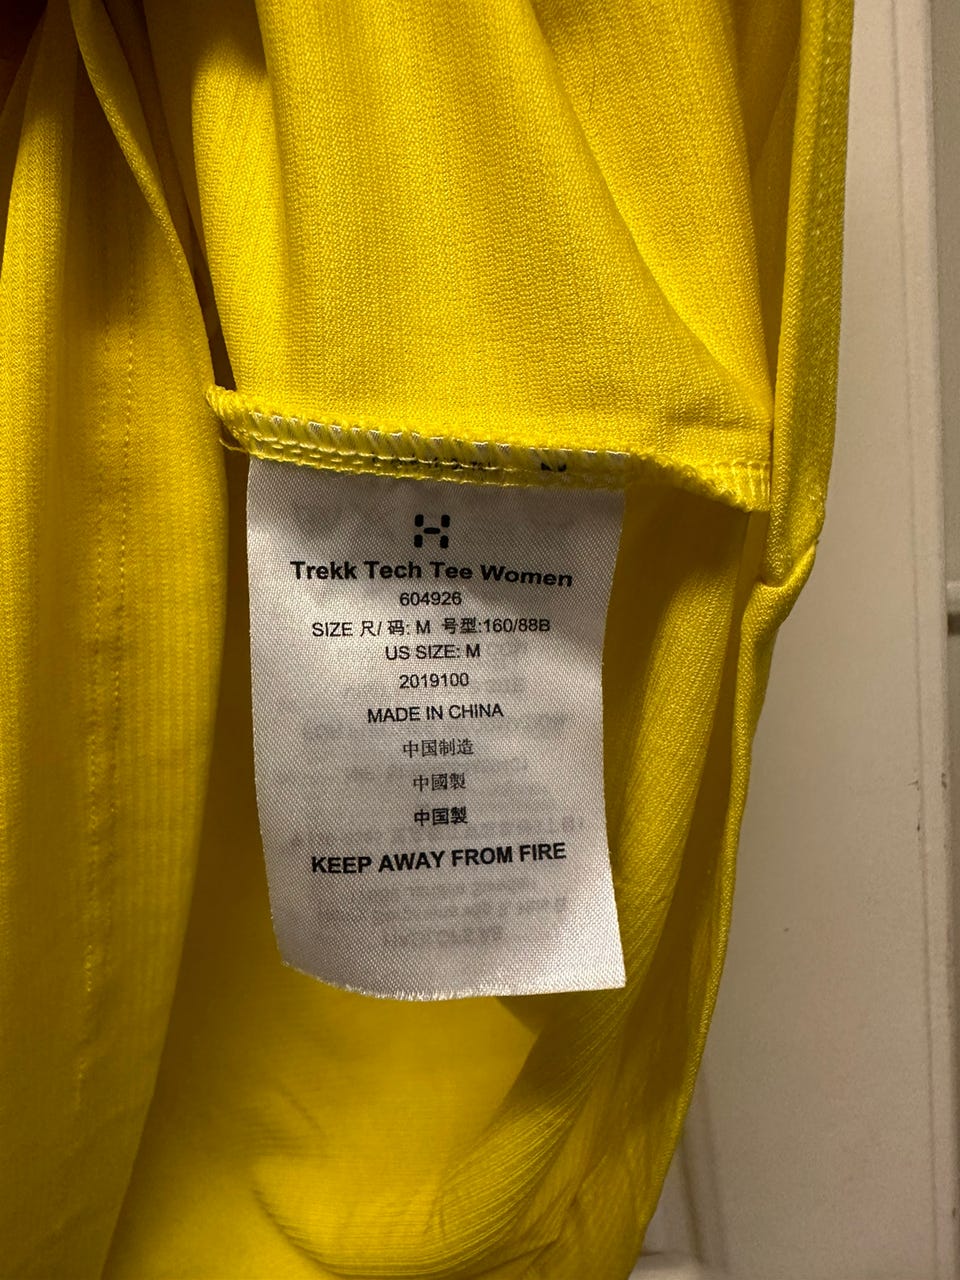 Trekk Tech Tee Women
604926
SIZE 尺/ 码: M 号型:160/88B
US SIZE: M
2019100
MADE IN CHINA
中国制造
中國製
中国製
KEEP AWAY FROM FIRE